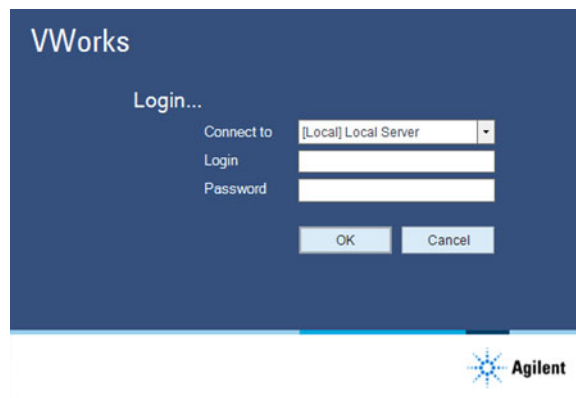 VWorks
Login...
Connect to [Local] Local Server
Login
Password
OK Cancel
Agilent